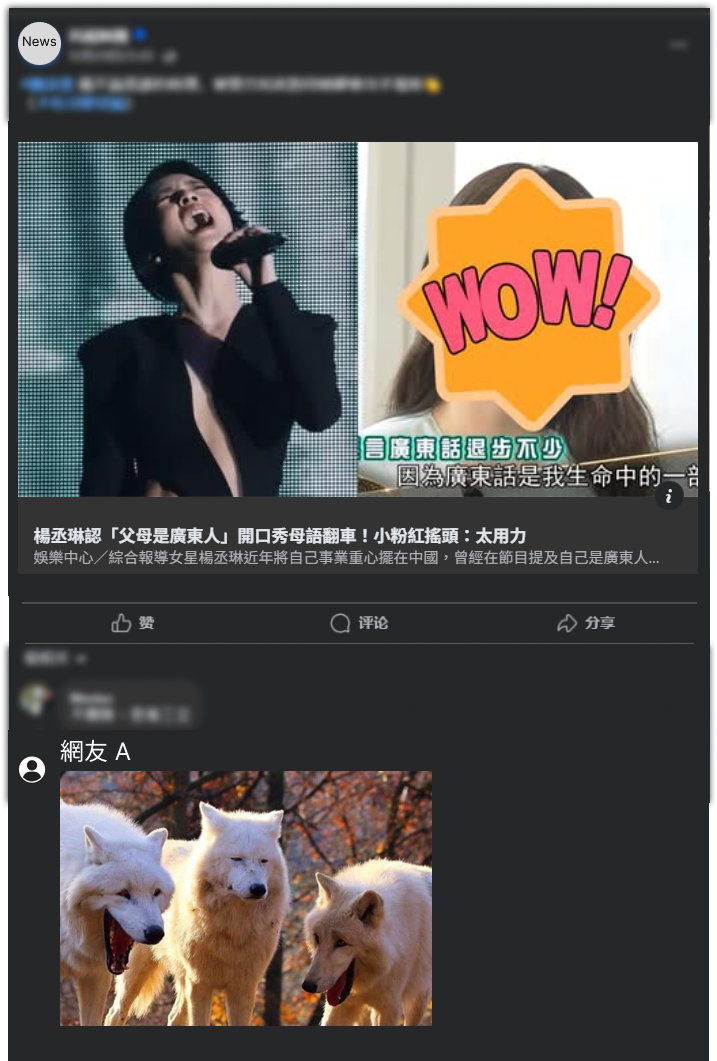 News
WOW!
言廣東話退步不少
因為廣東話是我生命中的一部
楊丞琳認「父母是廣東人」開口秀母語翻車！小粉紅搖頭：太用力
娛樂中心／綜合報導女星楊丞琳近年將自己事業重心擺在中國，曾經在節目提及自己是廣東人...
赞
评论
分享
網友 A